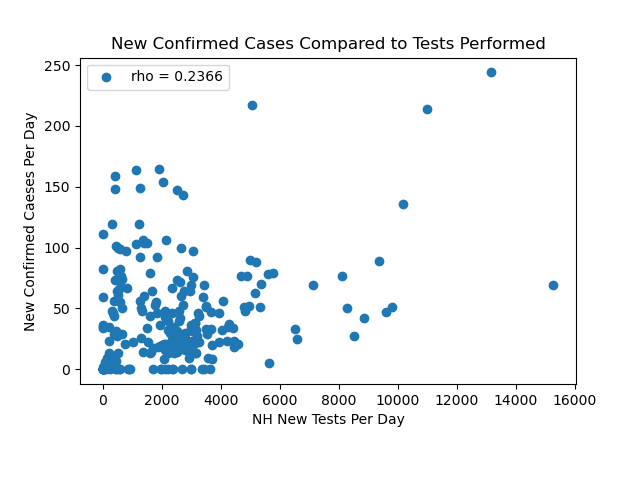 New Confirmed Cases Compared to Tests Performed
rho = 0.2366
250
200
150
100
50
0
New Confirmed Caeses Per Day
0 2000 4000 6000 8000 10000 12000 14000 16000
NH New Tests Per Day